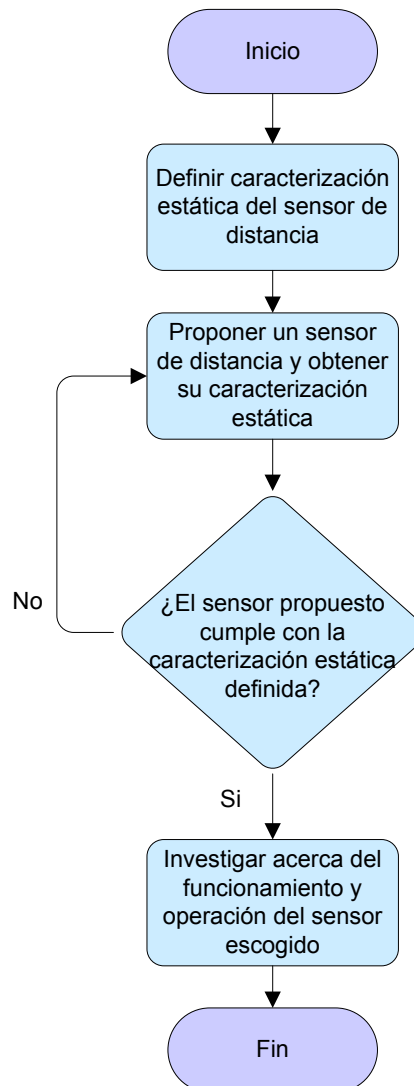 Inicio
Definir caracterización
estática del sensor de
distancia
Proponer un sensor
de distancia y obtener
su caracterización
estática
No
¿El sensor propuesto
cumple con la
caracterización estática
definida?
Si
Investigar acerca del
funcionamiento y
operación del sensor
escogido
Fin